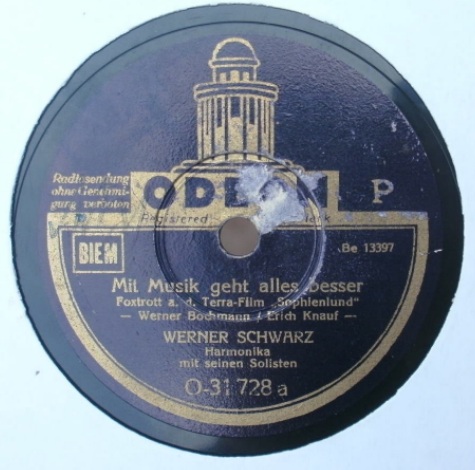 Radiosendung
ohne Genehmi-
gung verboten
ODEON
P
Registered
BIEM
Be 13397
Mit Musik geht alles besser
Foxtrott a. d. Terra-Film „Sophienlund"
— Werner Bochmann / Erich Knauf —
WERNER SCHWARZ
Harmonika
mit seinen Solisten
O-31 728 a